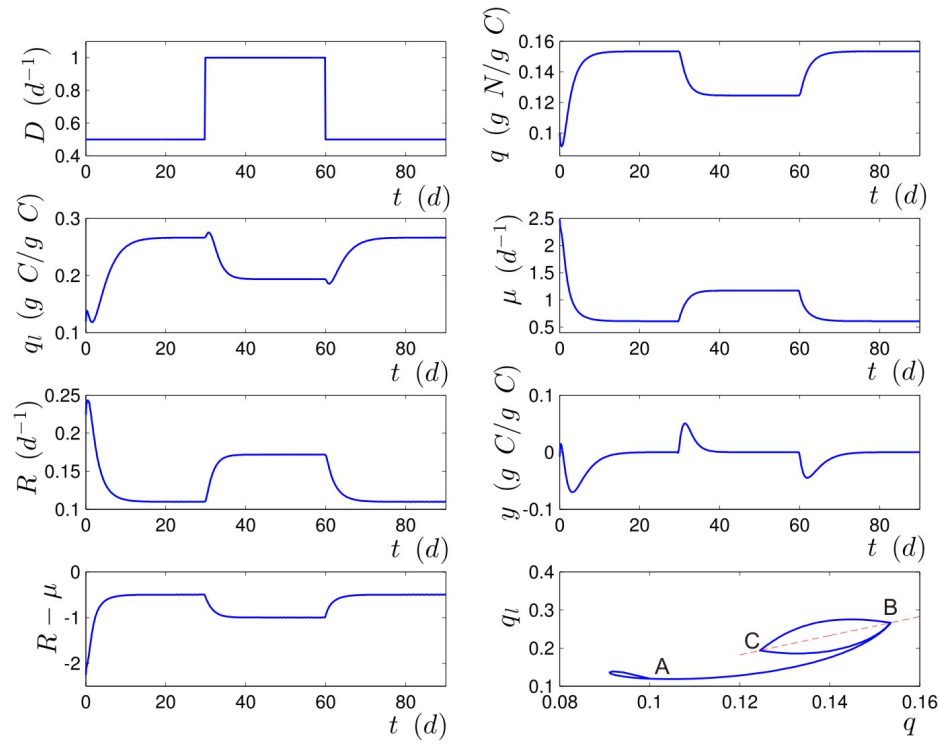 D (d⁻¹)
1
0.8
0.6
0.4
0 20 40 60 80
t (d)
q (g N/g C)
0.16
0.14
0.12
0.1
0 20 40 60 80
t (d)
q_l (g C/g C)
0.3
0.2
0.1
0 20 40 60 80
t (d)
μ (d⁻¹)
2.5
2
1.5
1
0.5
0 20 40 60 80
t (d)
R (d⁻¹)
0.25
0.2
0.15
0.1
0 20 40 60 80
t (d)
y (g C/g C)
0.1
0
-0.1
0 20 40 60 80
t (d)
R − μ
0
-1
-2
0 20 40 60 80
t (d)
q_l
0.4
0.3
0.2
0.1
A
B
C
0.08 0.1 0.12 0.14 0.16
q